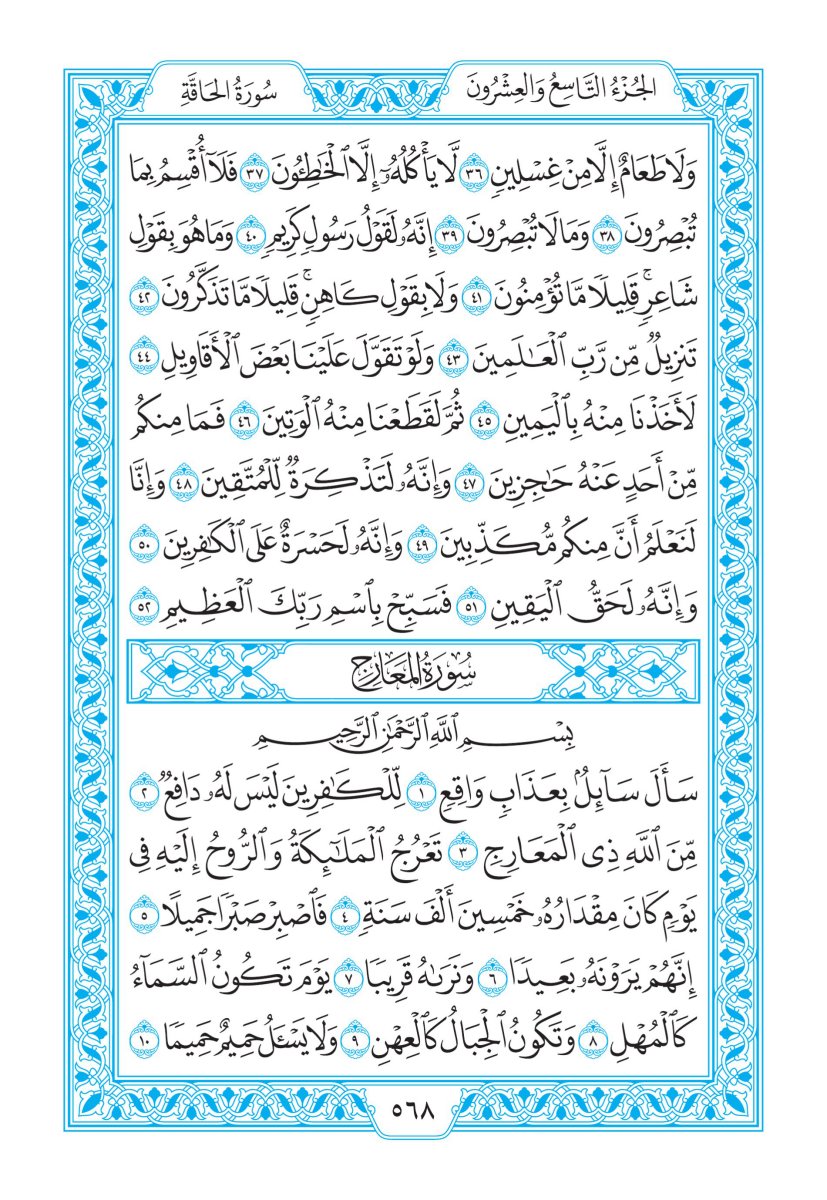 الجُزْءُ التَّاسِعُ وَالعِشْرُونَ
سُورَةُ الحَاقَّةِ
وَلَا طَعَامٌ إِلَّا مِنْ غِسْلِينٍ ٣٦ لَّا يَأْكُلُهُۥٓ إِلَّا ٱلْخَٰطِـُٔونَ ٣٧ فَلَآ أُقْسِمُ بِمَا
تُبْصِرُونَ ٣٨ وَمَا لَا تُبْصِرُونَ ٣٩ إِنَّهُۥ لَقَوْلُ رَسُولٍ كَرِيمٍ ٤٠ وَمَا هُوَ بِقَوْلِ
شَاعِرٍ ۚ قَلِيلًا مَّا تُؤْمِنُونَ ٤١ وَلَا بِقَوْلِ كَاهِنٍ ۚ قَلِيلًا مَّا تَذَكَّرُونَ ٤٢
تَنزِيلٌ مِّن رَّبِّ ٱلْعَٰلَمِينَ ٤٣ وَلَوْ تَقَوَّلَ عَلَيْنَا بَعْضَ ٱلْأَقَاوِيلِ ٤٤
لَأَخَذْنَا مِنْهُ بِٱلْيَمِينِ ٤٥ ثُمَّ لَقَطَعْنَا مِنْهُ ٱلْوَتِينَ ٤٦ فَمَا مِنكُم
مِّنْ أَحَدٍ عَنْهُ حَٰجِزِينَ ٤٧ وَإِنَّهُۥ لَتَذْكِرَةٌ لِّلْمُتَّقِينَ ٤٨ وَإِنَّا
لَنَعْلَمُ أَنَّ مِنكُم مُّكَذِّبِينَ ٤٩ وَإِنَّهُۥ لَحَسْرَةٌ عَلَى ٱلْكَٰفِرِينَ ٥٠
وَإِنَّهُۥ لَحَقُّ ٱلْيَقِينِ ٥١ فَسَبِّحْ بِٱسْمِ رَبِّكَ ٱلْعَظِيمِ ٥٢
سُورَةُ المَعَارِجِ
بِسْمِ ٱللَّهِ ٱلرَّحْمَٰنِ ٱلرَّحِيمِ
سَأَلَ سَآئِلٌۢ بِعَذَابٍ وَاقِعٍ ١ لِّلْكَٰفِرِينَ لَيْسَ لَهُۥ دَافِعٌ ٢
مِّنَ ٱللَّهِ ذِى ٱلْمَعَارِجِ ٣ تَعْرُجُ ٱلْمَلَٰٓئِكَةُ وَٱلرُّوحُ إِلَيْهِ فِى
يَوْمٍ كَانَ مِقْدَارُهُۥ خَمْسِينَ أَلْفَ سَنَةٍ ٤ فَٱصْبِرْ صَبْرًا جَمِيلًا ٥
إِنَّهُمْ يَرَوْنَهُۥ بَعِيدًا ٦ وَنَرَىٰهُ قَرِيبًا ٧ يَوْمَ تَكُونُ ٱلسَّمَآءُ
كَٱلْمُهْلِ ٨ وَتَكُونُ ٱلْجِبَالُ كَٱلْعِهْنِ ٩ وَلَا يَسْـَٔلُ حَمِيمٌ حَمِيمًا ١٠
٥٦٨